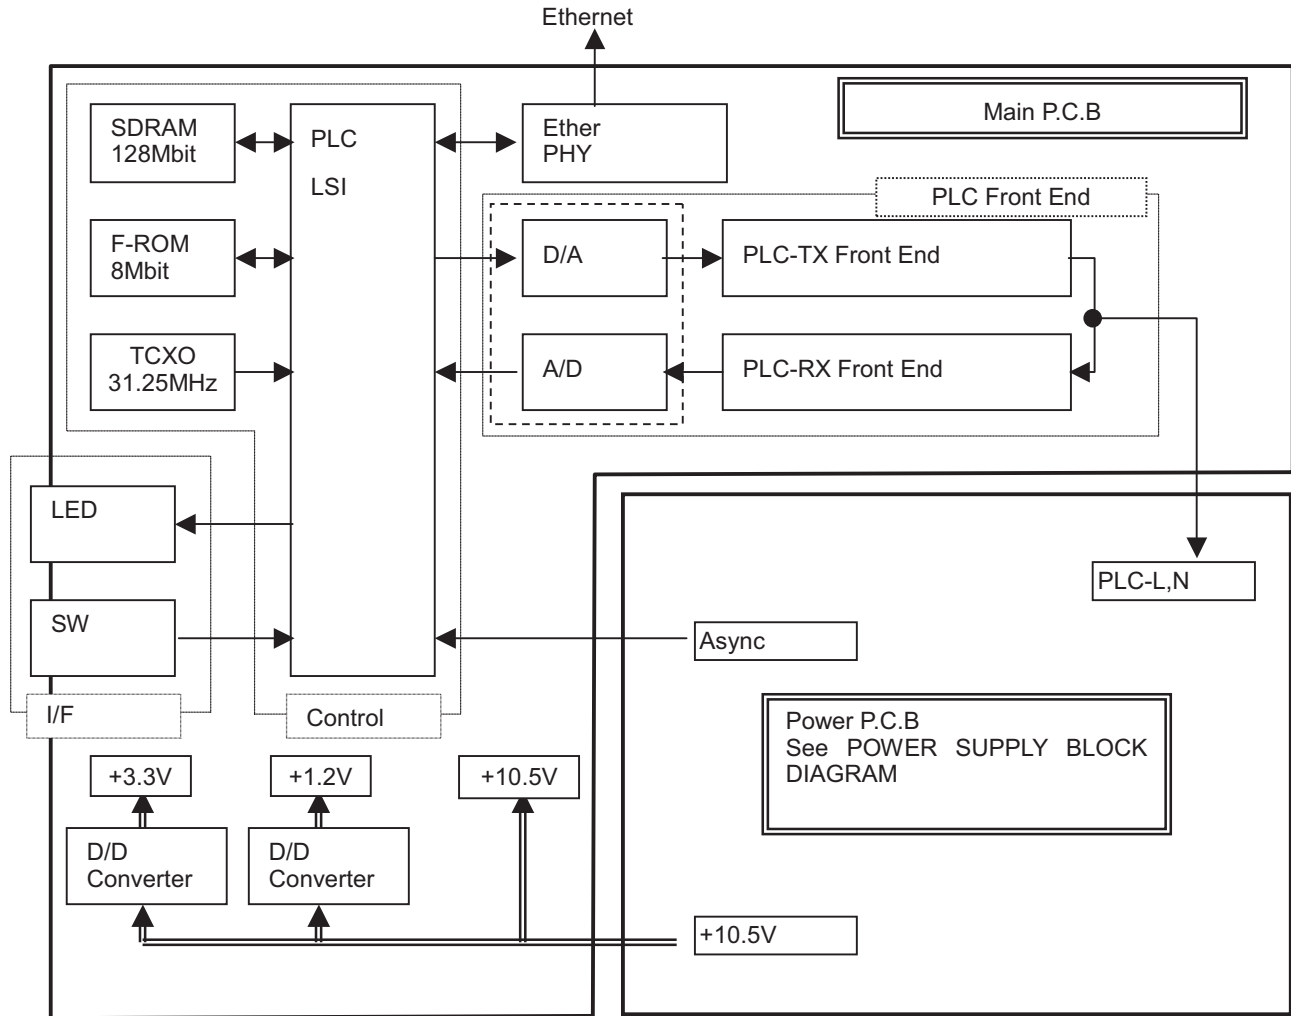 Ethernet
Main P.C.B
SDRAM
128Mbit
PLC
LSI
Ether
PHY
PLC Front End
F-ROM
8Mbit
D/A
PLC-TX Front End
TCXO
31.25MHz
A/D
PLC-RX Front End
LED
SW
I/F
Control
PLC-L,N
Async
Power P.C.B
See POWER SUPPLY BLOCK
DIAGRAM
+3.3V
+1.2V
+10.5V
D/D
Converter
D/D
Converter
+10.5V